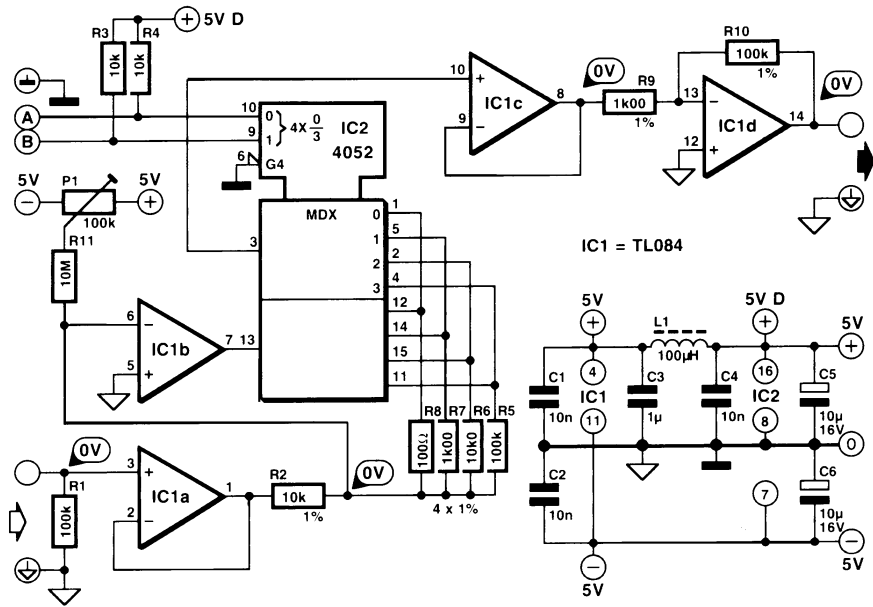 5V D
R3
R4
10k
10k
A
B
10
9
6
0
1
4 X 0/3
G4
IC2
4052
5V
P1
5V
100k
R11
10M
MDX
3
13
0
1
2
3
1
5
2
4
12
14
15
11
6
5
IC1b
7
R8
R7
R6
R5
100Ω
1k00
10k0
100k
4 x 1%
0V
R1
100k
3
2
IC1a
1
R2
10k
1%
0V
10
9
IC1c
8
0V
R9
1k00
1%
R10
100k
1%
13
12
IC1d
14
0V
IC1 = TL084
5V
L1
100µH
5V D
5V
4
IC1
11
C1
10n
C2
10n
C3
1µ
C4
10n
16
IC2
8
7
C5
10µ
16V
0
C6
10µ
16V
5V
5V